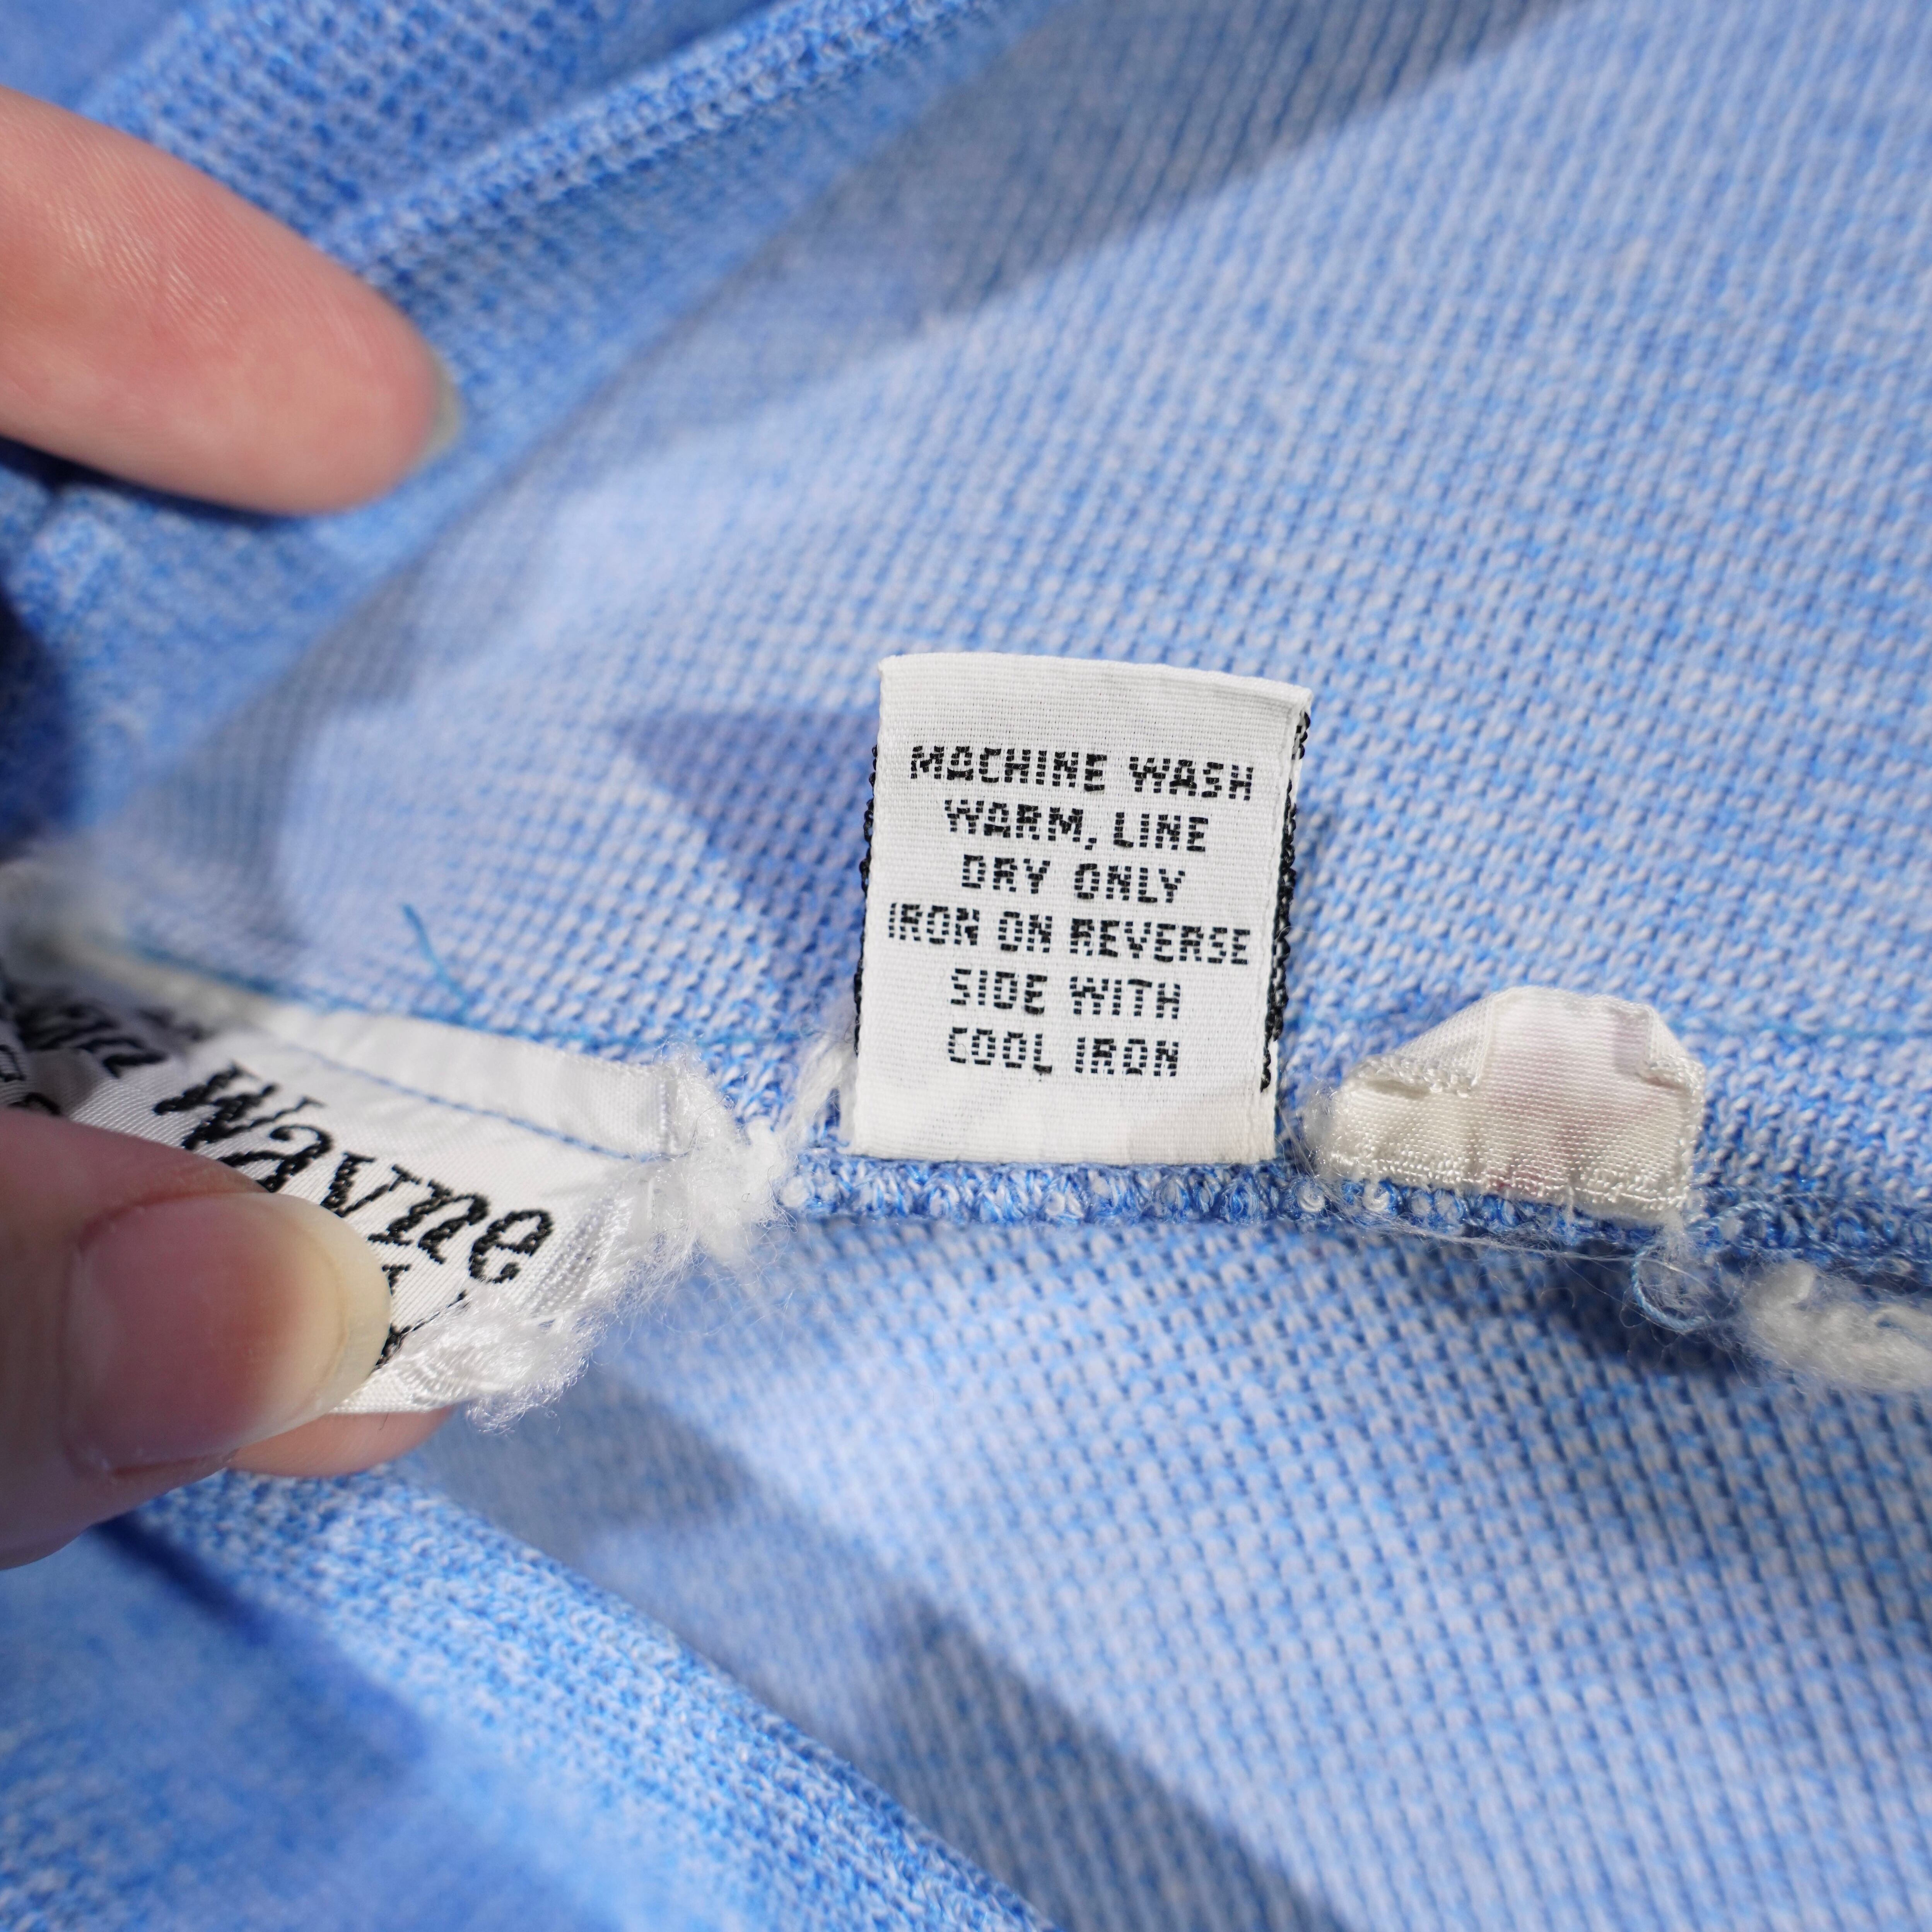 Wayne
MACHINE WASH
WARM, LINE
DRY ONLY
IRON ON REVERSE
SIDE WITH
COOL IRON